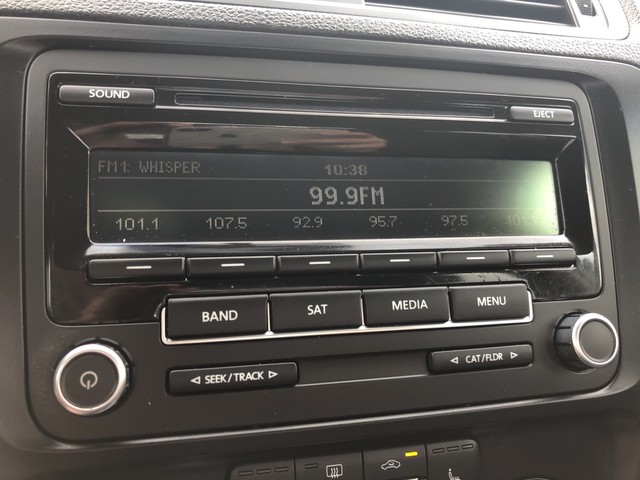 SOUND
EJECT
FM1: WHISPER 10:38
99.9FM
101.1 107.5 92.9 95.7 97.5
BAND SAT MEDIA MENU
SEEK/TRACK CAT/FLDR